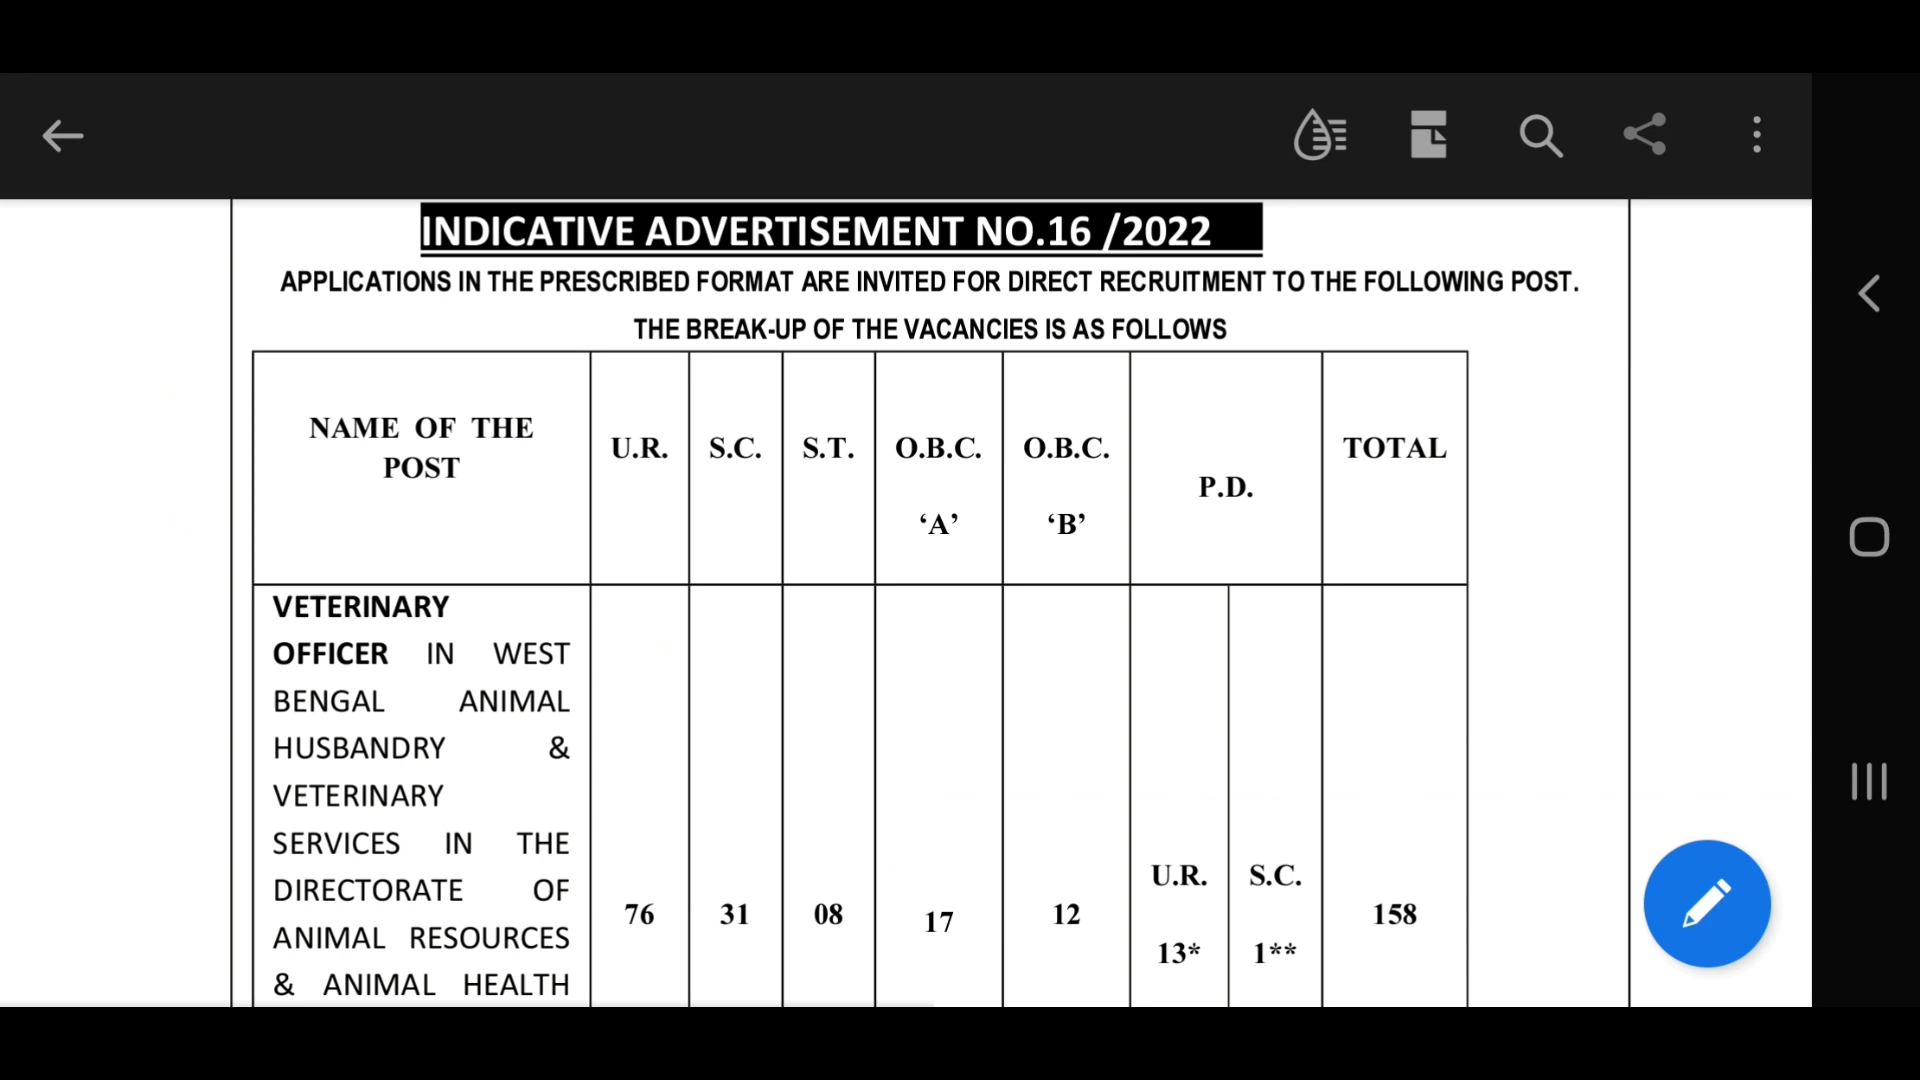 INDICATIVE ADVERTISEMENT NO.16 /2022
APPLICATIONS IN THE PRESCRIBED FORMAT ARE INVITED FOR DIRECT RECRUITMENT TO THE FOLLOWING POST.
THE BREAK-UP OF THE VACANCIES IS AS FOLLOWS
NAME OF THE
POST
U.R.
S.C.
S.T.
O.B.C.
‘A’
O.B.C.
‘B’
P.D.
TOTAL
VETERINARY
OFFICER IN WEST
BENGAL ANIMAL
HUSBANDRY &
VETERINARY
SERVICES IN THE
DIRECTORATE OF
ANIMAL RESOURCES
& ANIMAL HEALTH
76
31
08
17
12
U.R.
13*
S.C.
1**
158